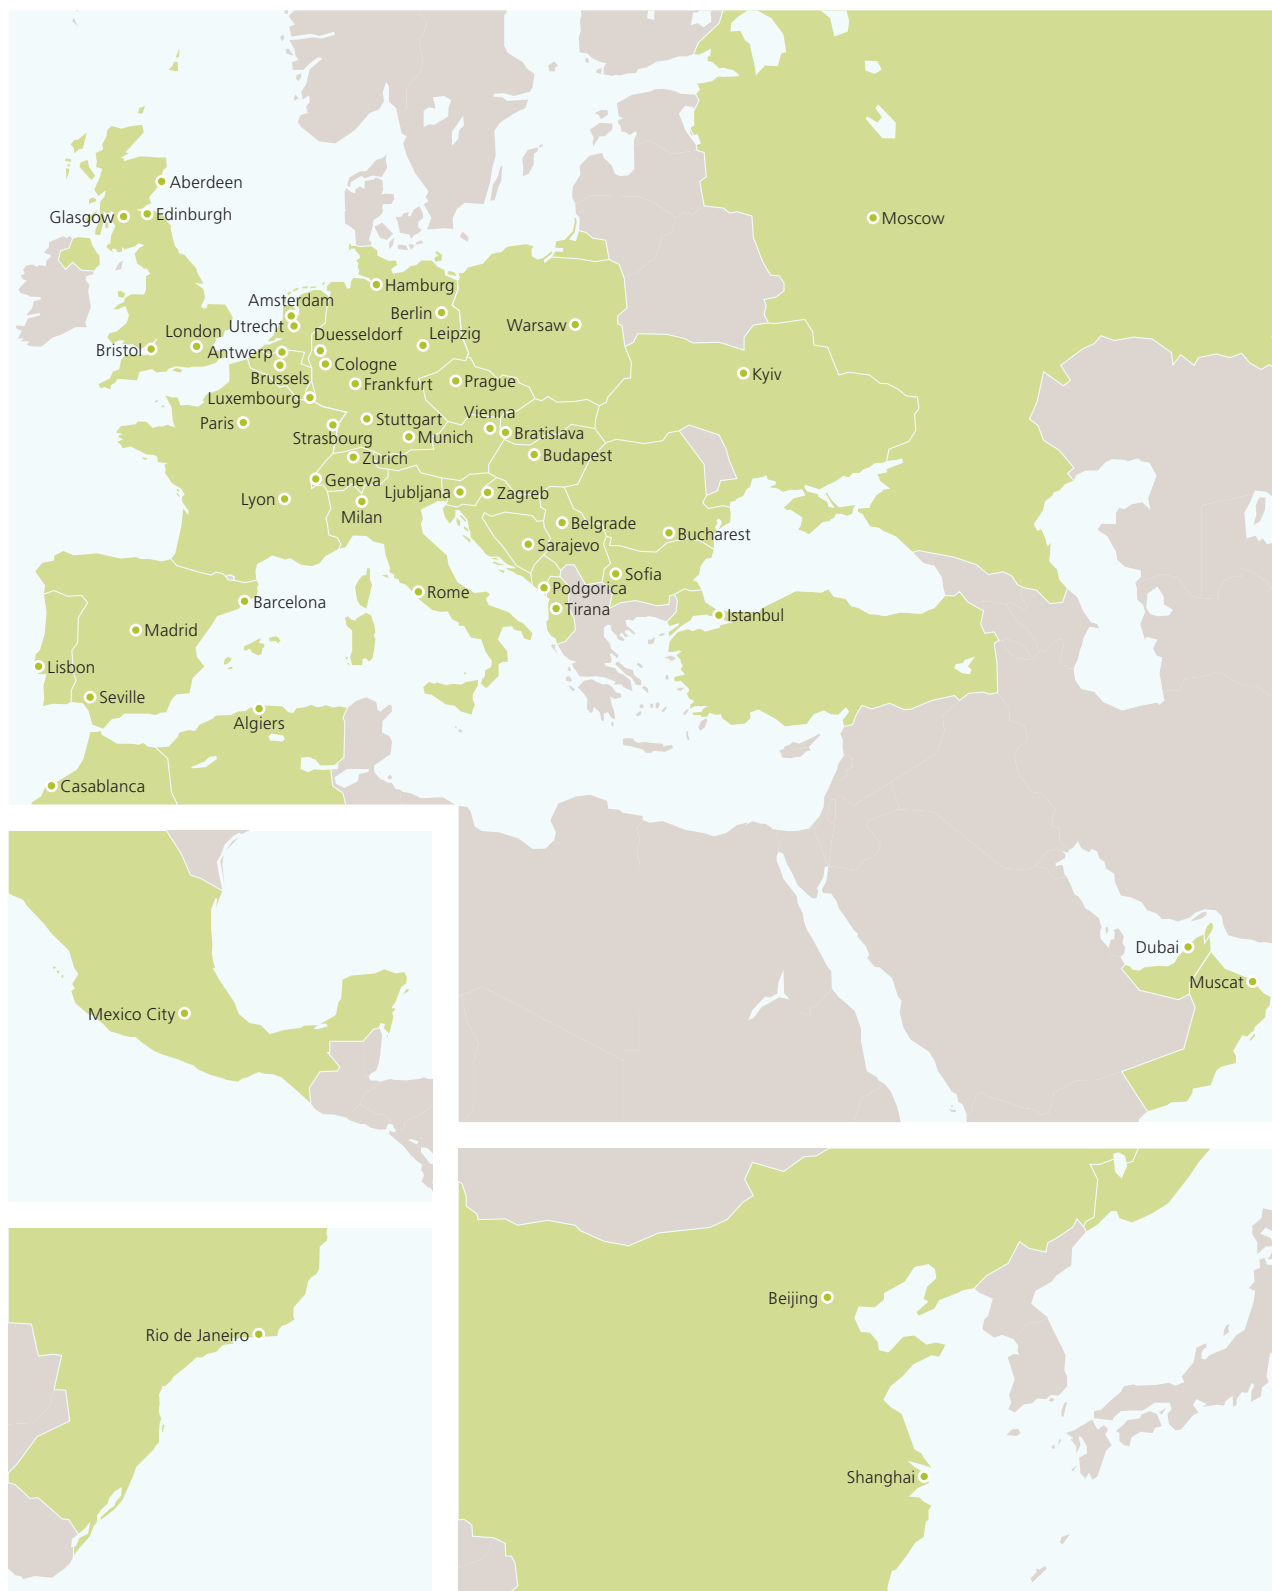 Aberdeen
Glasgow
Edinburgh
Moscow
Hamburg
Amsterdam
Berlin
Utrecht
Warsaw
London
Duesseldorf
Leipzig
Bristol
Antwerp
Cologne
Brussels
Kyiv
Frankfurt
Prague
Luxembourg
Paris
Stuttgart
Vienna
Strasbourg
Munich
Bratislava
Zurich
Budapest
Geneva
Lyon
Ljubljana
Zagreb
Milan
Belgrade
Bucharest
Sarajevo
Sofia
Rome
Podgorica
Barcelona
Tirana
Istanbul
Madrid
Lisbon
Seville
Algiers
Casablanca
Dubai
Muscat
Mexico City
Beijing
Rio de Janeiro
Shanghai